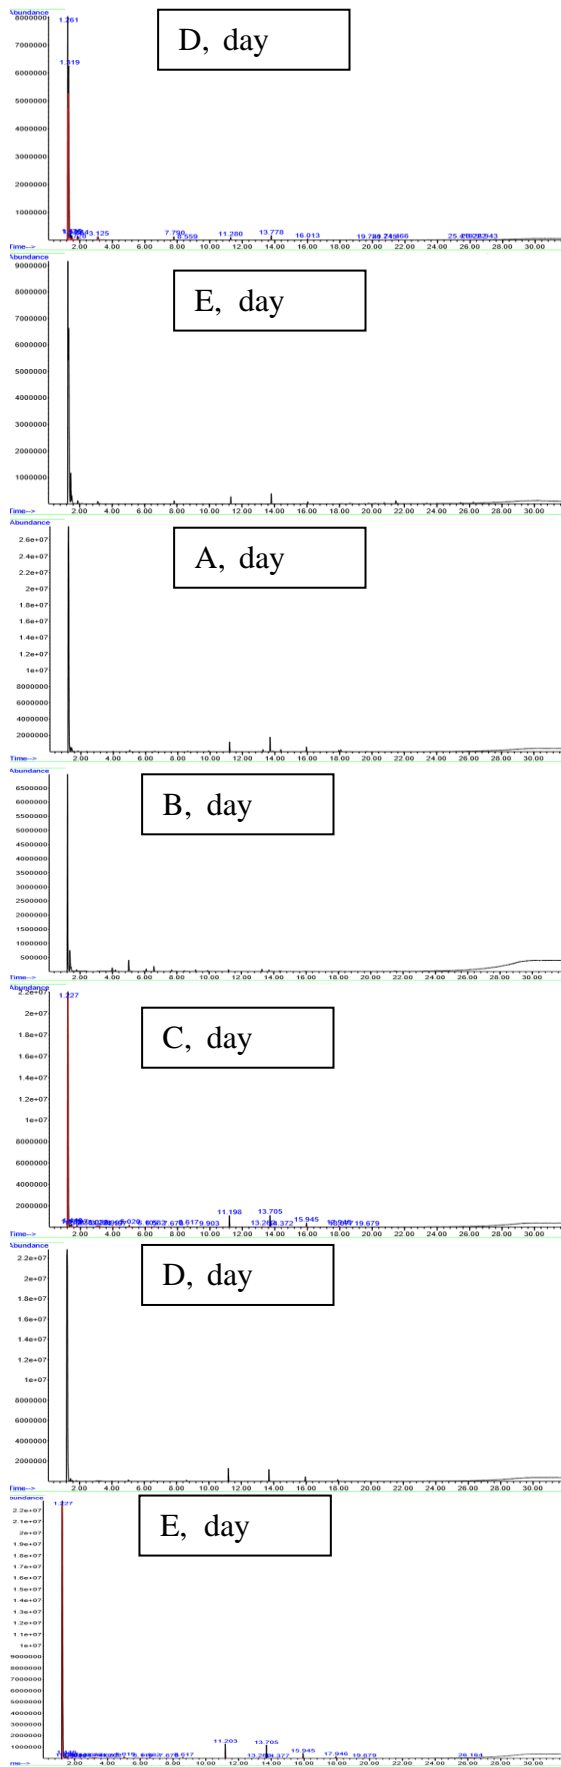 Abundance
8000000
1.261
D, day
7000000
1.319
6000000
5000000
4000000
3000000
2000000
1000000
3.125 7.790 8.559 11.280 13.778 16.013
Time--> 2.00 4.00 6.00 8.00 10.00 12.00 14.00 16.00 18.00 20.00 22.00 24.00 26.00 28.00 30.00
Abundance
9000000
8000000
E, day
7000000
6000000
5000000
4000000
3000000
2000000
1000000
Time--> 2.00 4.00 6.00 8.00 10.00 12.00 14.00 16.00 18.00 20.00 22.00 24.00 26.00 28.00 30.00
Abundance
2.6e+07
2.4e+07
A, day
2.2e+07
2e+07
1.8e+07
1.6e+07
1.4e+07
1.2e+07
1e+07
8000000
6000000
4000000
2000000
Time--> 2.00 4.00 6.00 8.00 10.00 12.00 14.00 16.00 18.00 20.00 22.00 24.00 26.00 28.00 30.00
Abundance
6500000
B, day
6000000
5500000
5000000
4500000
4000000
3500000
3000000
2500000
2000000
1500000
1000000
500000
Time--> 2.00 4.00 6.00 8.00 10.00 12.00 14.00 16.00 18.00 20.00 22.00 24.00 26.00 28.00 30.00
Abundance
2.2e+07
1.227
2e+07
C, day
1.8e+07
1.6e+07
1.4e+07
1.2e+07
1e+07
8000000
6000000
4000000
2000000
11.198 13.705
15.945
9.903 19.679
Time--> 2.00 4.00 6.00 8.00 10.00 12.00 14.00 16.00 18.00 20.00 22.00 24.00 26.00 28.00 30.00
Abundance
2.2e+07
D, day
2e+07
1.8e+07
1.6e+07
1.4e+07
1.2e+07
1e+07
8000000
6000000
4000000
2000000
Time--> 2.00 4.00 6.00 8.00 10.00 12.00 14.00 16.00 18.00 20.00 22.00 24.00 26.00 28.00 30.00
1.227
2.2e+07
2.1e+07
E, day
2e+07
1.9e+07
1.8e+07
1.7e+07
1.6e+07
1.5e+07
1.4e+07
1.3e+07
1.2e+07
1.1e+07
1e+07
9000000
8000000
7000000
6000000
5000000
4000000
3000000
2000000
1000000
11.203 13.705
15.945
17.946 19.679 26.164
2.00 4.00 6.00 8.00 10.00 12.00 14.00 16.00 18.00 20.00 22.00 24.00 26.00 28.00 30.00